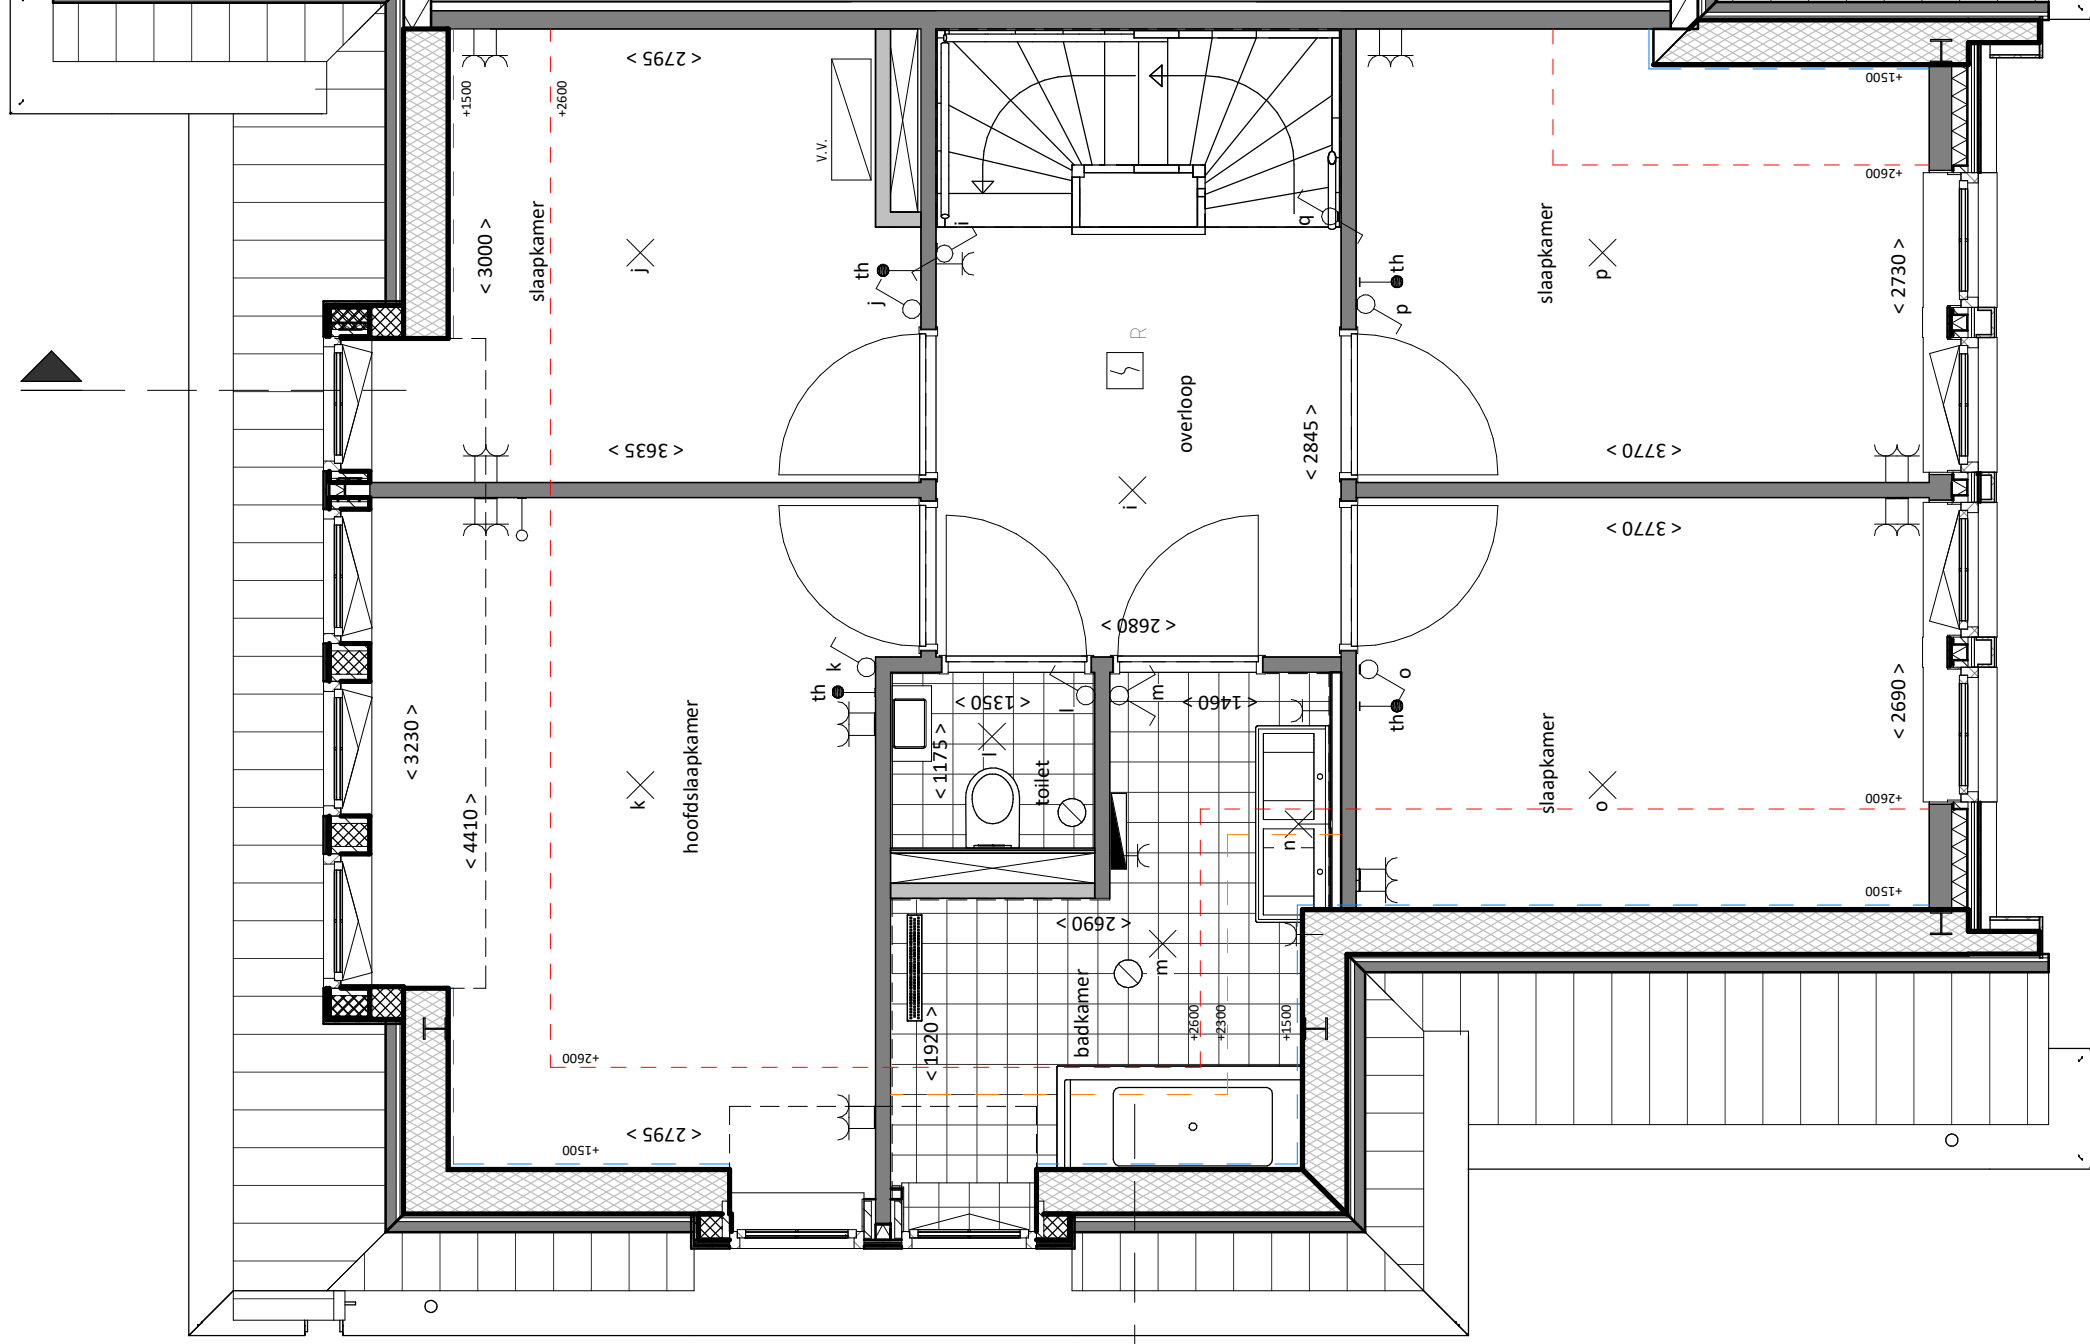 < 2795 >
+1500
+2600
V.V.
< 3000 >
slaapkamer
j
th
j
i
q
+1500
+2600
slaapkamer
p
th
p
< 2730 >
R
overloop
< 3635 >
< 2845 >
i
< 3770 >
< 3770 >
< 2680 >
k
th
< 3230 >
< 4410 >
k
hoofdslaapkamer
< 1350 >
l
m
< 1460 >
< 1175 >
l
toilet
n
o
th
slaapkamer
o
< 2690 >
+2600
+1500
< 2690 >
m
badkamer
< 1920 >
+2600
+2300
+1500
+2600
< 2795 >
+1500